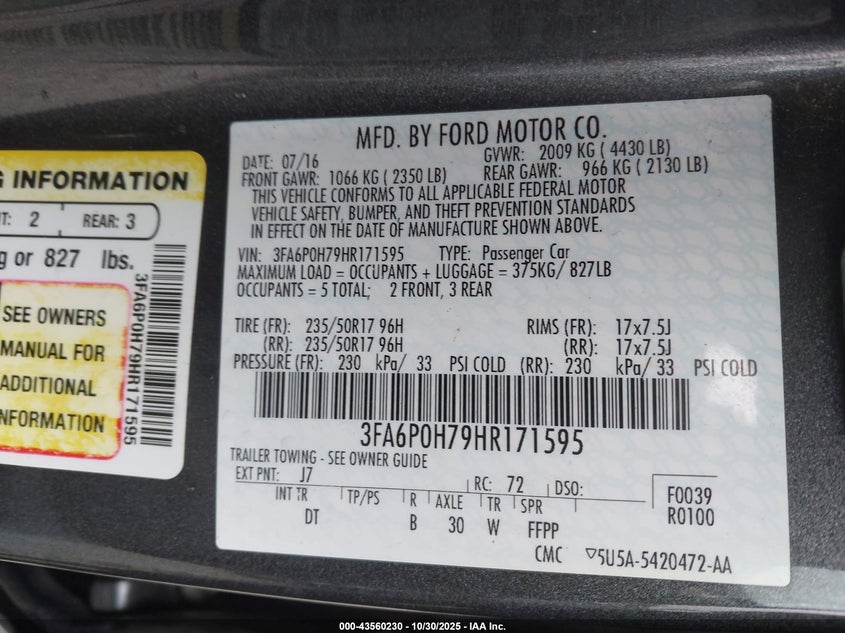 G INFORMATION
NT: 2 REAR: 3
g or 827 lbs.
SEE OWNERS
MANUAL FOR
ADDITIONAL
INFORMATION
3FA6P0H79HR171595
MFD. BY FORD MOTOR CO.
DATE: 07/16 GVWR: 2009 KG ( 4430 LB)
FRONT GAWR: 1066 KG ( 2350 LB) REAR GAWR: 966 KG ( 2130 LB)
THIS VEHICLE CONFORMS TO ALL APPLICABLE FEDERAL MOTOR
VEHICLE SAFETY, BUMPER, AND THEFT PREVENTION STANDARDS
IN EFFECT ON THE DATE OF MANUFACTURE SHOWN ABOVE.
VIN: 3FA6P0H79HR171595 TYPE: Passenger Car
MAXIMUM LOAD = OCCUPANTS + LUGGAGE = 375KG/ 827LB
OCCUPANTS = 5 TOTAL; 2 FRONT, 3 REAR
TIRE (FR): 235/50R17 96H RIMS (FR): 17x7.5J
(RR): 235/50R17 96H (RR): 17x7.5J
PRESSURE (FR): 230 kPa/ 33 PSI COLD (RR): 230 kPa/ 33 PSI COLD
3FA6P0H79HR171595
TRAILER TOWING - SEE OWNER GUIDE
EXT PNT: J7 RC: 72 DSO: F0039
INT TR TP/PS R AXLE TR SPR R0100
DT B 30 W FFPP
CMC ▽5U5A-5420472-AA
000-43560230 - 10/30/2025 - IAA Inc.